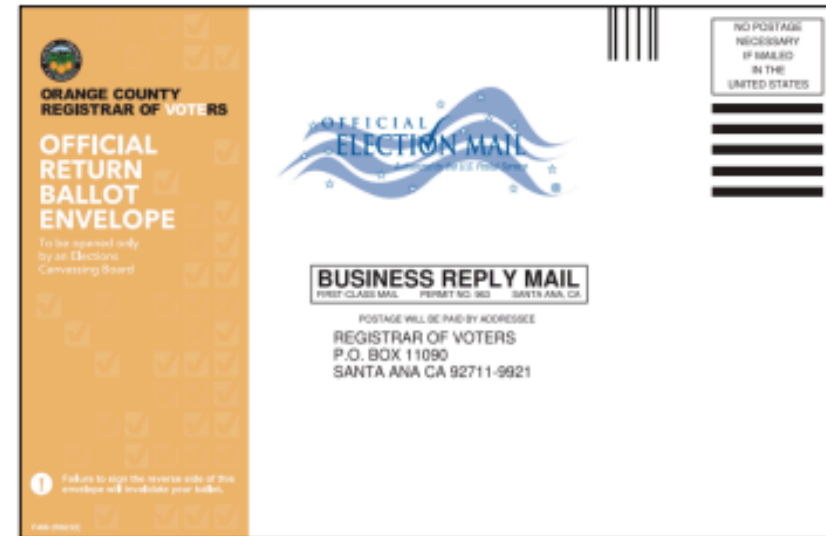 ORANGE COUNTY
REGISTRAR OF VOTERS
OFFICIAL
RETURN
BALLOT
ENVELOPE
To be opened only
by an Elections
Canvassing Board
! Failure to sign the reverse side of this
envelope will invalidate your ballot.
OFFICIAL
ELECTION MAIL
U.S. Postal Service
NO POSTAGE
NECESSARY
IF MAILED
IN THE
UNITED STATES
BUSINESS REPLY MAIL
FIRST-CLASS MAIL PERMIT NO. 963 SANTA ANA, CA
POSTAGE WILL BE PAID BY ADDRESSEE
REGISTRAR OF VOTERS
P.O. BOX 11090
SANTA ANA CA 92711-9921